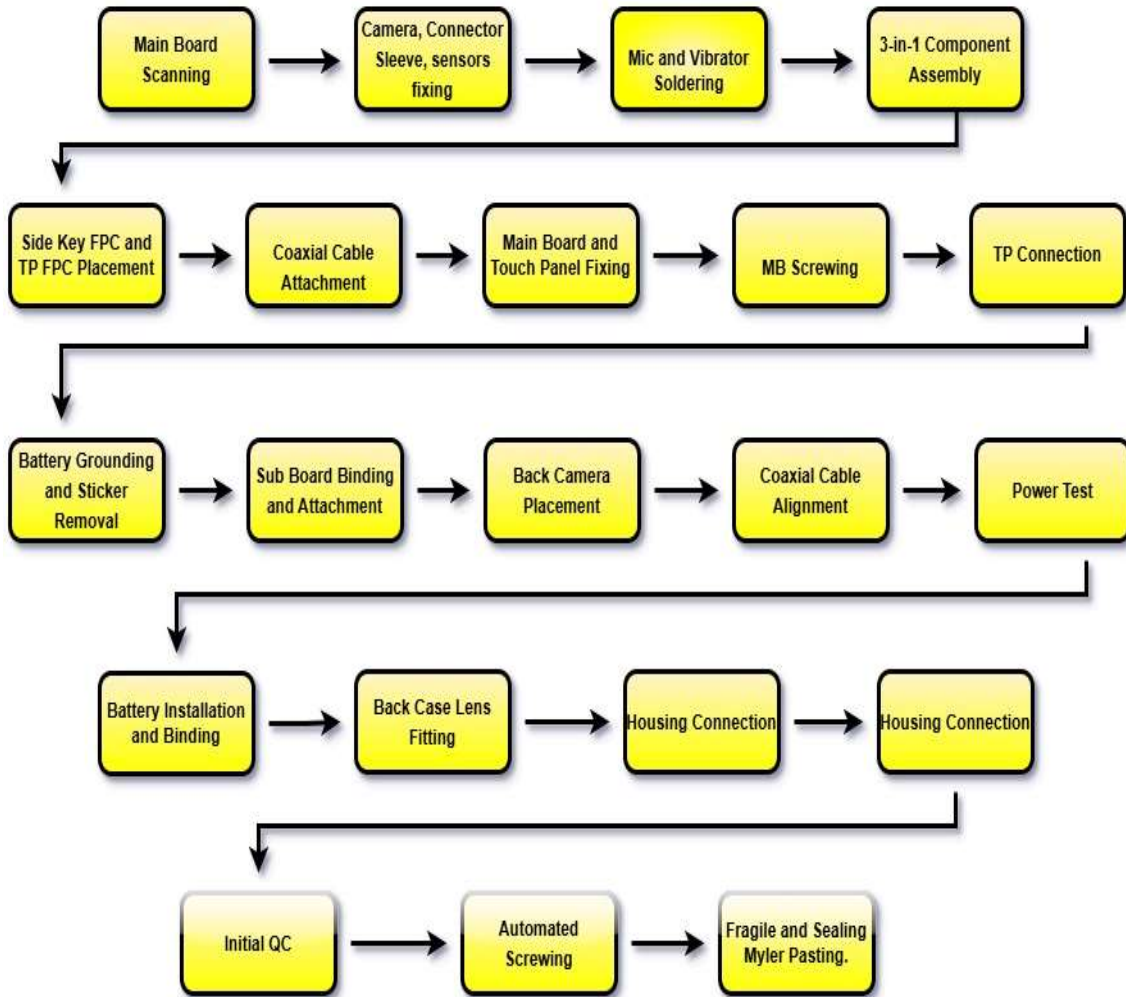 Main Board
Scanning
Camera, Connector
Sleeve, sensors
fixing
Mic and Vibrator
Soldering
3-in-1 Component
Assembly
Side Key FPC and
TP FPC Placement
Coaxial Cable
Attachment
Main Board and
Touch Panel Fixing
MB Screwing
TP Connection
Battery Grounding
and Sticker
Removal
Sub Board Binding
and Attachment
Back Camera
Placement
Coaxial Cable
Alignment
Power Test
Battery Installation
and Binding
Back Case Lens
Fitting
Housing Connection
Housing Connection
Initial QC
Automated
Screwing
Fragile and Sealing
Myler Pasting.